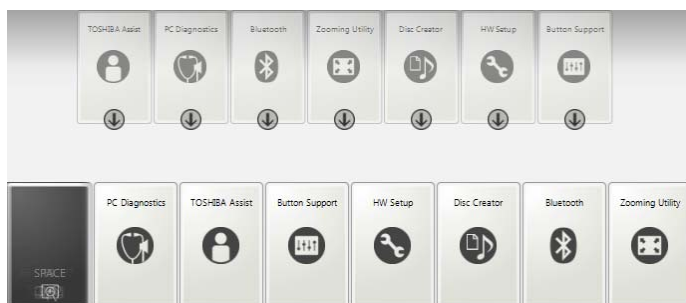 TOSHIBA Assist
PC Diagnostics
Bluetooth
Zooming Utility
Disc Creator
HW Setup
Button Support
PC Diagnostics
TOSHIBA Assist
Button Support
HW Setup
Disc Creator
Bluetooth
Zooming Utility
SPACE